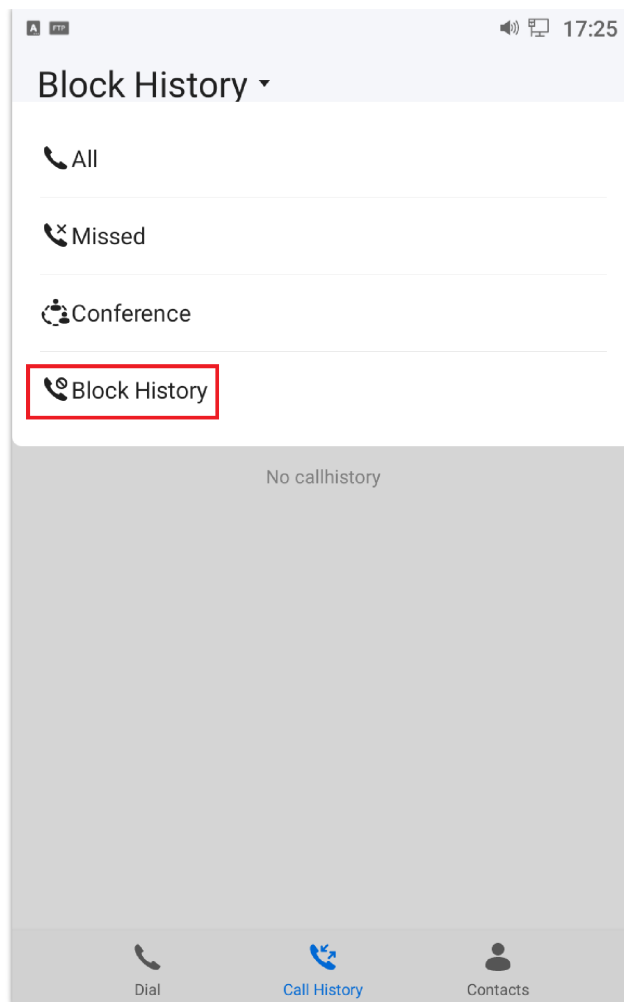 A FTP 17:25
Block History
All
Missed
Conference
Block History
No callhistory
Dial Call History Contacts